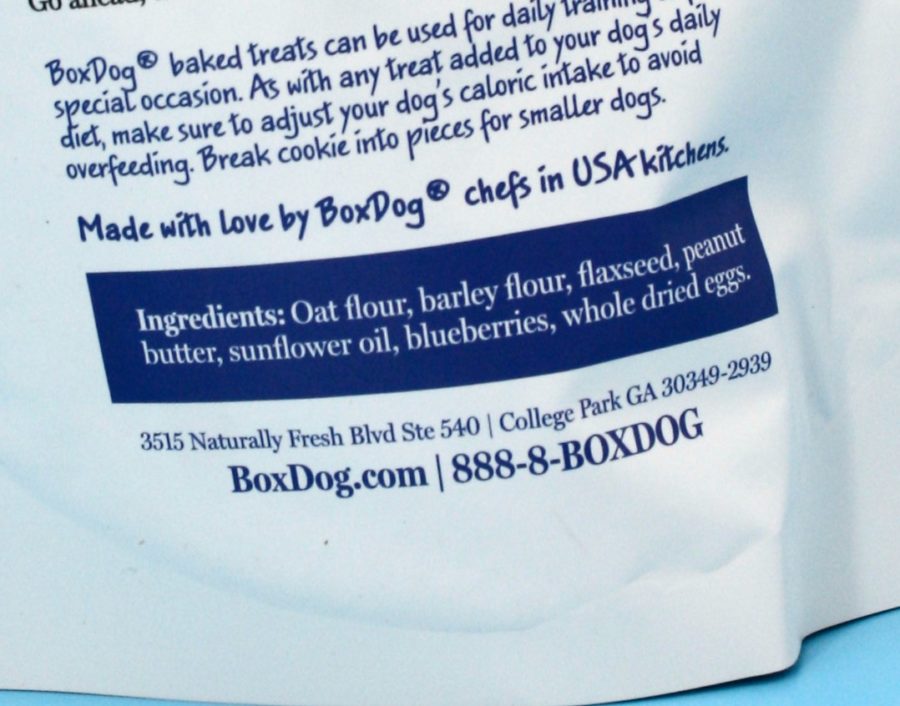 Go ahead,
BoxDog® baked treats can be used for daily training
special occasion. As with any treat added to your dog's daily
diet, make sure to adjust your dog's caloric intake to avoid
overfeeding. Break cookie into pieces for smaller dogs.
Made with love by BoxDog® chefs in USA kitchens.
Ingredients: Oat flour, barley flour, flaxseed, peanut
butter, sunflower oil, blueberries, whole dried eggs.
3515 Naturally Fresh Blvd Ste 540 | College Park GA 30349-2939
BoxDog.com | 888-8-BOXDOG